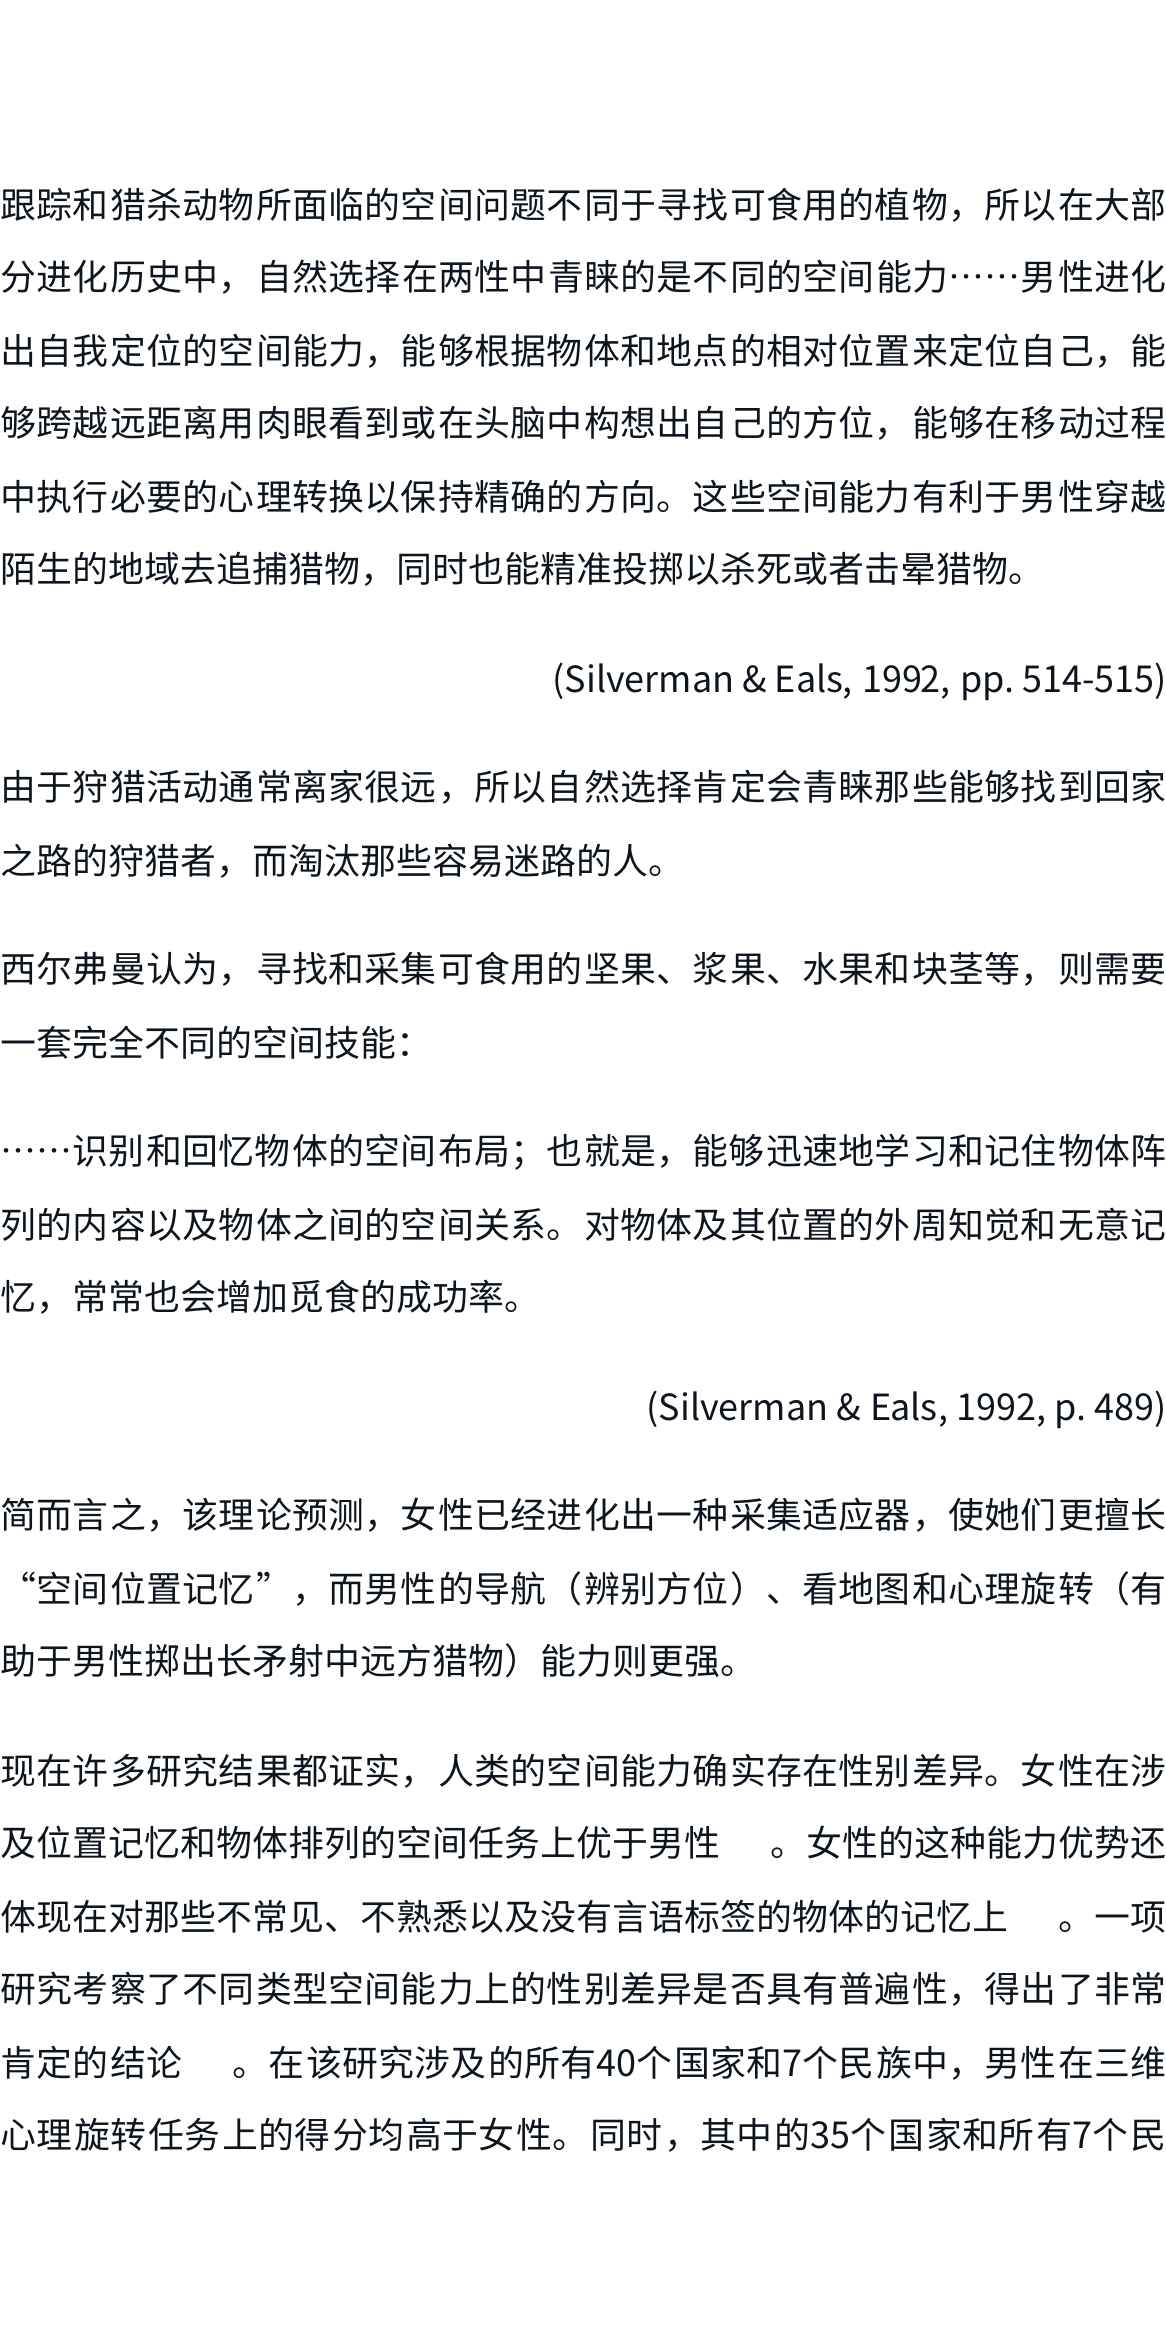 跟踪和猎杀动物所面临的空间问题不同于寻找可食用的植物，所以在大部
分进化历史中，自然选择在两性中青睐的是不同的空间能力……男性进化
出自我定位的空间能力，能够根据物体和地点的相对位置来定位自己，能
够跨越远距离用肉眼看到或在头脑中构想出自己的方位，能够在移动过程
中执行必要的心理转换以保持精确的方向。这些空间能力有利于男性穿越
陌生的地域去追捕猎物，同时也能精准投掷以杀死或者击晕猎物。
(Silverman & Eals, 1992, pp. 514-515)
由于狩猎活动通常离家很远，所以自然选择肯定会青睐那些能够找到回家
之路的狩猎者，而淘汰那些容易迷路的人。
西尔弗曼认为，寻找和采集可食用的坚果、浆果、水果和块茎等，则需要
一套完全不同的空间技能：
……识别和回忆物体的空间布局；也就是，能够迅速地学习和记住物体阵
列的内容以及物体之间的空间关系。对物体及其位置的外周知觉和无意记
忆，常常也会增加觅食的成功率。
(Silverman & Eals, 1992, p. 489)
简而言之，该理论预测，女性已经进化出一种采集适应器，使她们更擅长
“空间位置记忆”，而男性的导航（辨别方位）、看地图和心理旋转（有
助于男性掷出长矛射中远方猎物）能力则更强。
现在许多研究结果都证实，人类的空间能力确实存在性别差异。女性在涉
及位置记忆和物体排列的空间任务上优于男性 。女性的这种能力优势还
体现在对那些不常见、不熟悉以及没有言语标签的物体的记忆上 。一项
研究考察了不同类型空间能力上的性别差异是否具有普遍性，得出了非常
肯定的结论 。在该研究涉及的所有40个国家和7个民族中，男性在三维
心理旋转任务上的得分均高于女性。同时，其中的35个国家和所有7个民